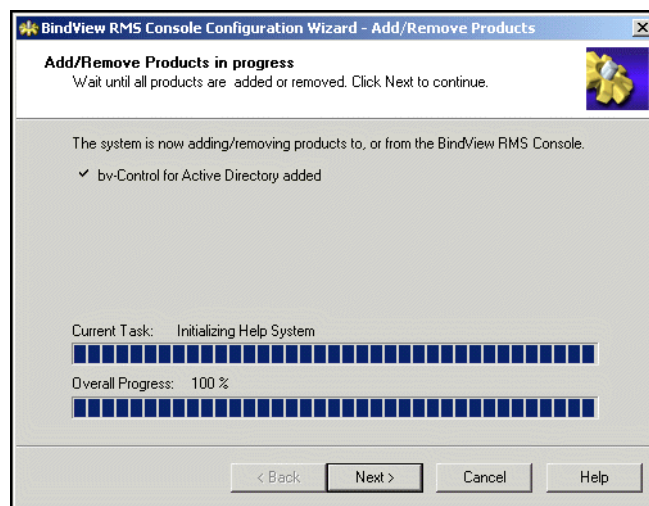 BindView RMS Console Configuration Wizard - Add/Remove Products
Add/Remove Products in progress
Wait until all products are added or removed. Click Next to continue.
The system is now adding/removing products to, or from the BindView RMS Console.
bv-Control for Active Directory added
Current Task: Initializing Help System
Overall Progress: 100 %
< Back Next > Cancel Help